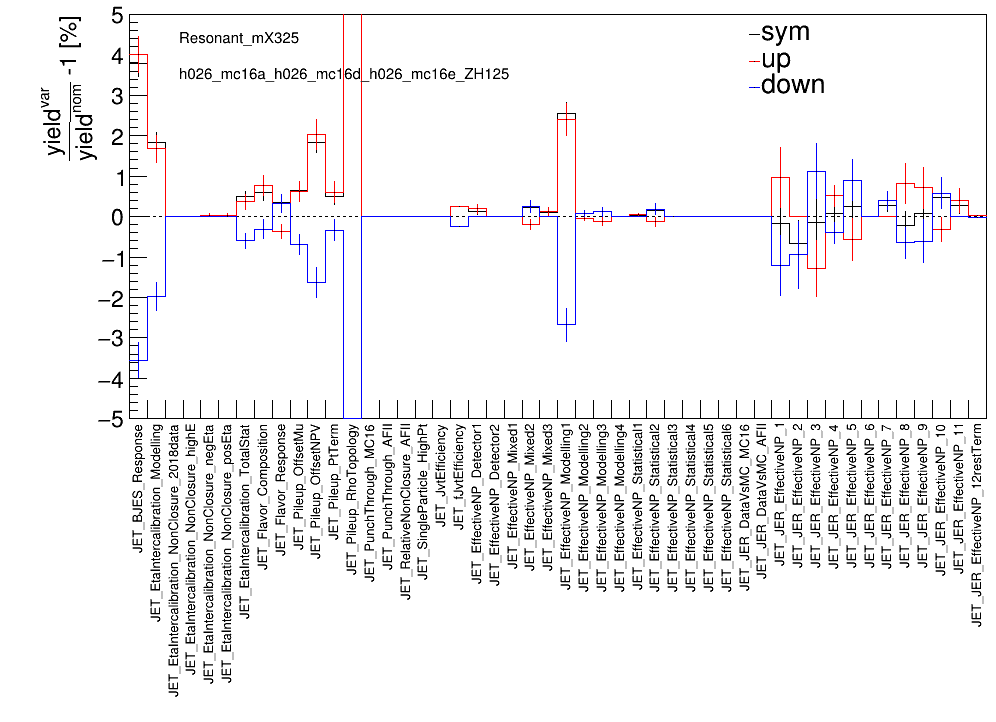 yield^var / yield^nom -1 [%]
5
4
3
2
1
0
−1
−2
−3
−4
−5
Resonant_mX325
h026_mc16a_h026_mc16d_h026_mc16e_ZH125
sym
up
down
JET_BJES_Response
JET_EtaIntercalibration_Modelling
JET_EtaIntercalibration_NonClosure_2018data
JET_EtaIntercalibration_NonClosure_highE
JET_EtaIntercalibration_NonClosure_negEta
JET_EtaIntercalibration_NonClosure_posEta
JET_EtaIntercalibration_TotalStat
JET_Flavor_Composition
JET_Flavor_Response
JET_Pileup_OffsetMu
JET_Pileup_OffsetNPV
JET_Pileup_PtTerm
JET_Pileup_RhoTopology
JET_PunchThrough_MC16
JET_PunchThrough_AFII
JET_RelativeNonClosure_AFII
JET_SingleParticle_HighPt
JET_JvtEfficiency
JET_fJvtEfficiency
JET_EffectiveNP_Detector1
JET_EffectiveNP_Detector2
JET_EffectiveNP_Mixed1
JET_EffectiveNP_Mixed2
JET_EffectiveNP_Mixed3
JET_EffectiveNP_Modelling1
JET_EffectiveNP_Modelling2
JET_EffectiveNP_Modelling3
JET_EffectiveNP_Modelling4
JET_EffectiveNP_Statistical1
JET_EffectiveNP_Statistical2
JET_EffectiveNP_Statistical3
JET_EffectiveNP_Statistical4
JET_EffectiveNP_Statistical5
JET_EffectiveNP_Statistical6
JET_JER_DataVsMC_MC16
JET_JER_DataVsMC_AFII
JET_JER_EffectiveNP_1
JET_JER_EffectiveNP_2
JET_JER_EffectiveNP_3
JET_JER_EffectiveNP_4
JET_JER_EffectiveNP_5
JET_JER_EffectiveNP_6
JET_JER_EffectiveNP_7
JET_JER_EffectiveNP_8
JET_JER_EffectiveNP_9
JET_JER_EffectiveNP_10
JET_JER_EffectiveNP_11
JET_JER_EffectiveNP_12restTerm